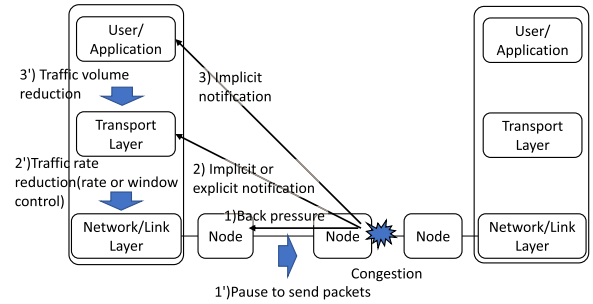 User/
Application
3') Traffic volume
reduction
3) Implicit
notification
Transport
Layer
2')Traffic rate
reduction(rate or window
control)
2) Implicit or
explicit notification
1)Back pressure
Network/Link
Layer
Node
Node
Node
Congestion
1')Pause to send packets
User/
Application
Transport
Layer
Network/Link
Layer